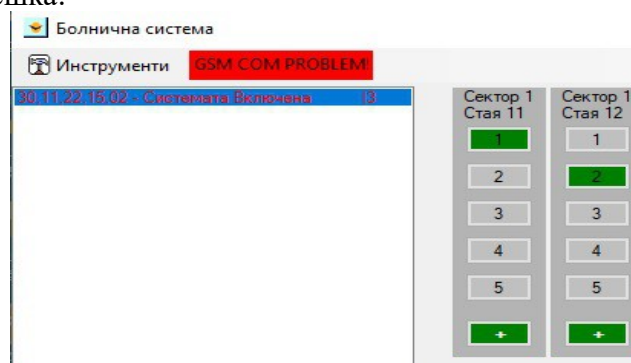 Болнична система
Инструменти GSM COM PROBLEM!
30.11.22.15.02 - Системата Включена 13
Сектор 1 Сектор 1
Стая 11 Стая 12
1 1
2 2
3 3
4 4
5 5
+ +